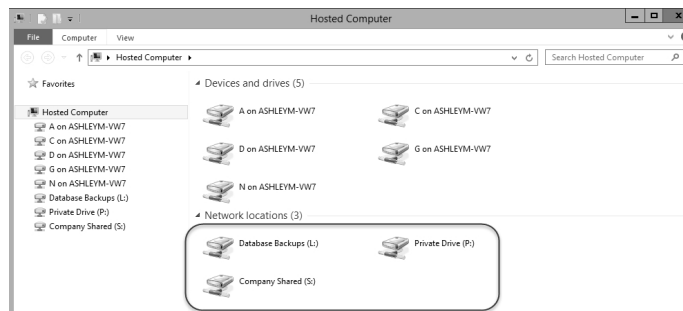 Hosted Computer
File Computer View
Hosted Computer Search Hosted Computer
Favorites
Hosted Computer
A on ASHLEYM-VW7
C on ASHLEYM-VW7
D on ASHLEYM-VW7
G on ASHLEYM-VW7
N on ASHLEYM-VW7
Database Backups (L:)
Private Drive (P:)
Company Shared (S:)
Devices and drives (5)
A on ASHLEYM-VW7 C on ASHLEYM-VW7
D on ASHLEYM-VW7 G on ASHLEYM-VW7
N on ASHLEYM-VW7
Network locations (3)
Database Backups (L:) Private Drive (P:)
Company Shared (S:)